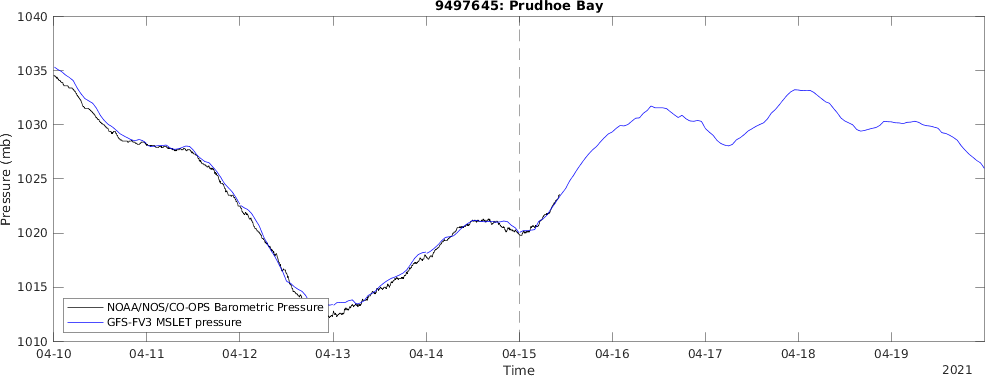 9497645: Prudhoe Bay
1040
1035
1030
1025
1020
1015
1010
Pressure (mb)
NOAA/NOS/CO-OPS Barometric Pressure
GFS-FV3 MSLET pressure
04-10 04-11 04-12 04-13 04-14 04-15 04-16 04-17 04-18 04-19
Time
2021